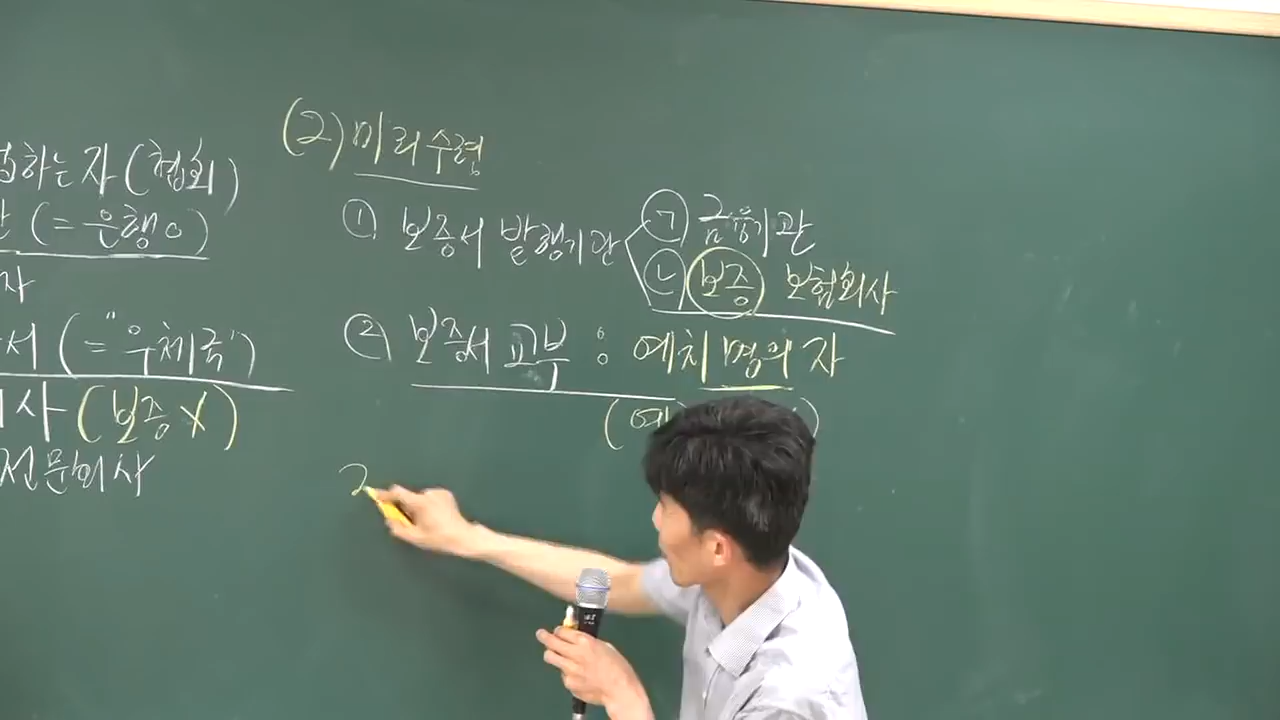 하는 자 (협회)
(= 은행 ○)
자
서 (= "우체국")
사 (보증 X)
전문회사
(2) 미리수령
① 보증서 발행기관 ㉠ 금융기관
㉡ 보증 보험회사
② 보증서 교부 : 예치명의자
(예 )
2